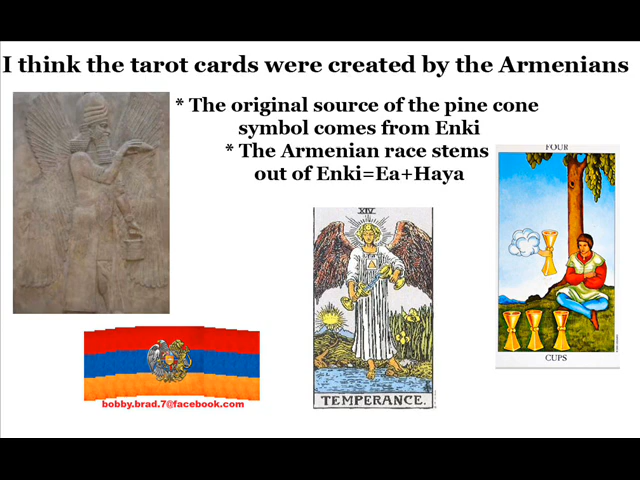 I think the tarot cards were created by the Armenians
* The original source of the pine cone
symbol comes from Enki
* The Armenian race stems
out of Enki=Ea+Haya
FOUR
CUPS
XIV
TEMPERANCE.
bobby.brad.7@facebook.com